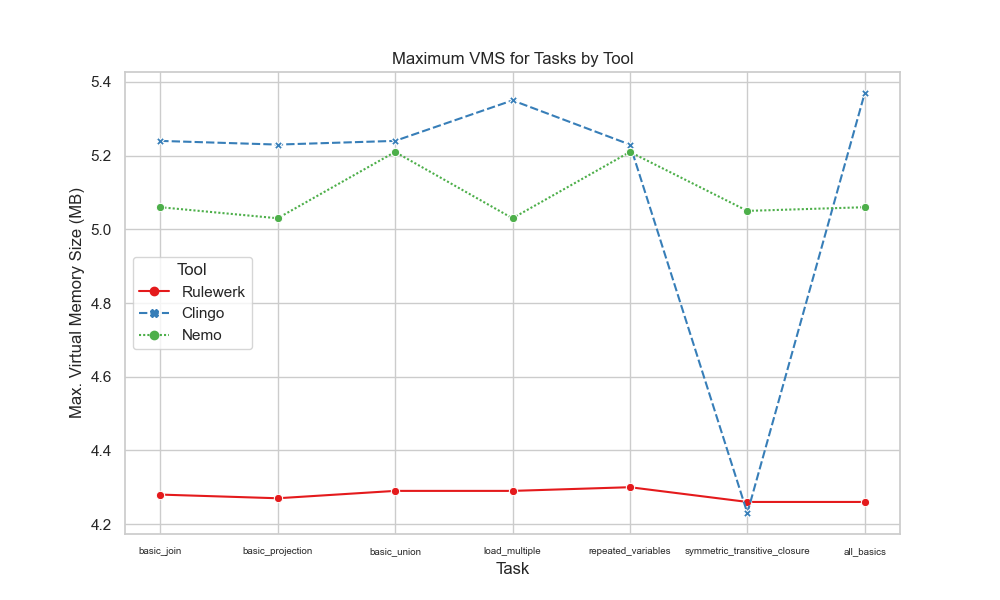 Maximum VMS for Tasks by Tool
Max. Virtual Memory Size (MB)
5.4
5.2
5.0
4.8
4.6
4.4
4.2
Tool
Rulewerk
Clingo
Nemo
basic_join basic_projection basic_union load_multiple repeated_variables symmetric_transitive_closure all_basics
Task